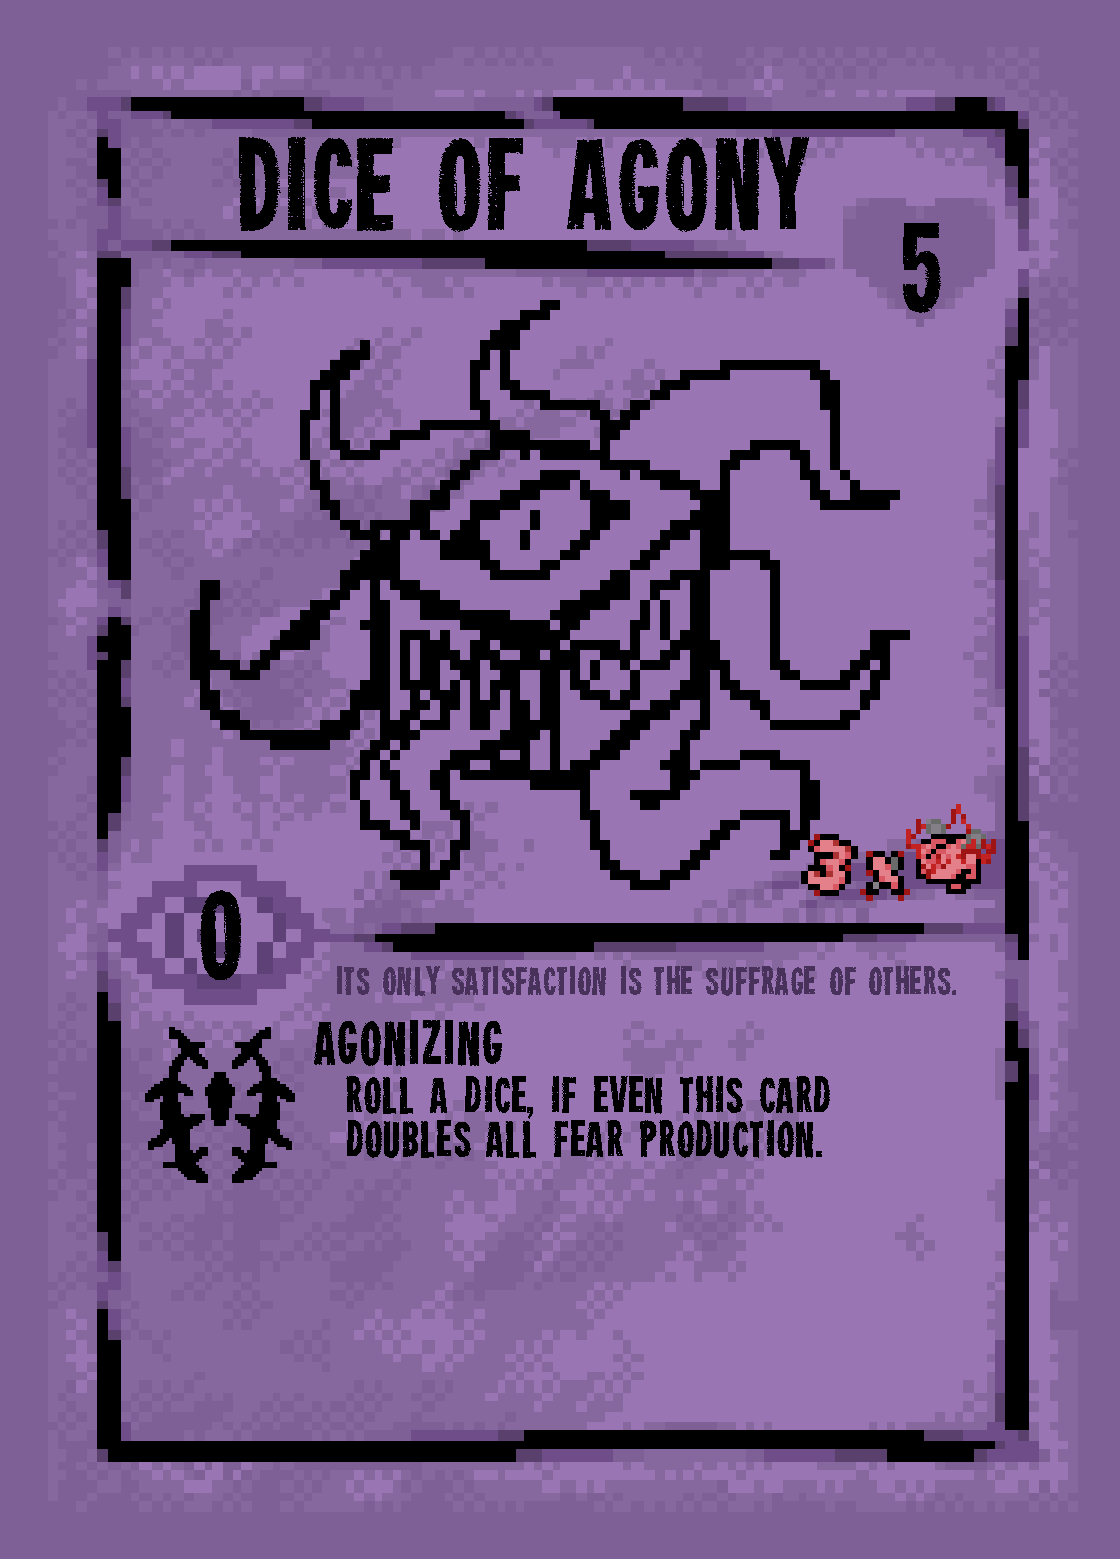 DICE OF AGONY
5
3 x
0
ITS ONLY SATISFACTION IS THE SUFFRAGE OF OTHERS.
AGONIZING
ROLL A DICE, IF EVEN THIS CARD
DOUBLES ALL FEAR PRODUCTION.